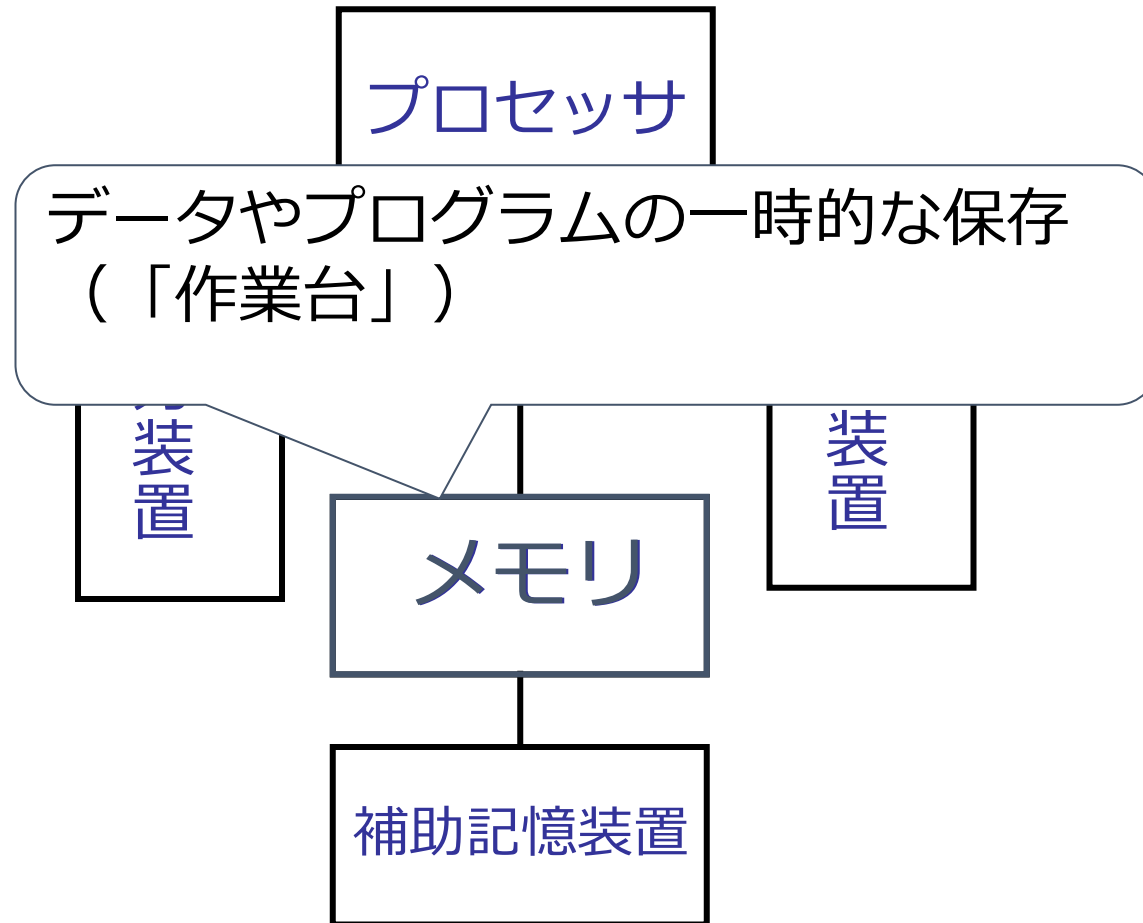 プロセッサ
データやプログラムの一時的な保存
（「作業台」）
装置
装置
メモリ
補助記憶装置